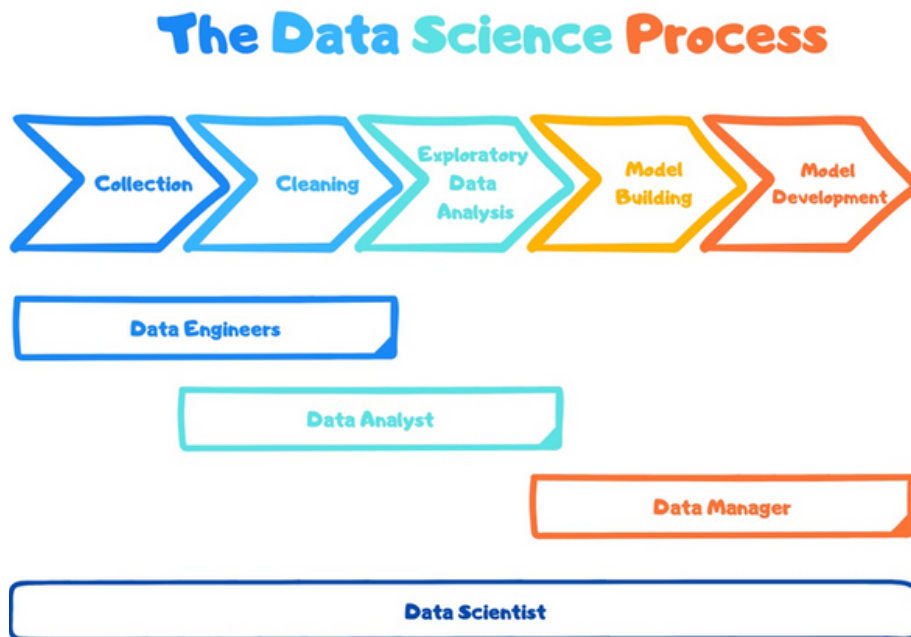 The Data Science Process
Collection
Cleaning
Exploratory
Data
Analysis
Model
Building
Model
Development
Data Engineers
Data Analyst
Data Manager
Data Scientist